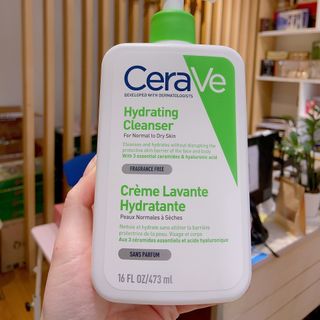 CeraVe
DEVELOPED WITH DERMATOLOGISTS
Hydrating
Cleanser
For Normal to Dry Skin
Cleanses and hydrates without disrupting the
protective skin barrier of the face and body
With 3 essential ceramides & hyaluronic acid
FRAGRANCE FREE
Crème Lavante
Hydratante
Peaux Normales à Sèches
Nettoie et hydrate sans altérer la barrière
protectrice de la peau. Visage et corps.
Aux 3 céramides essentiels et acide hyaluronique
SANS PARFUM
16 FL OZ/473 ml